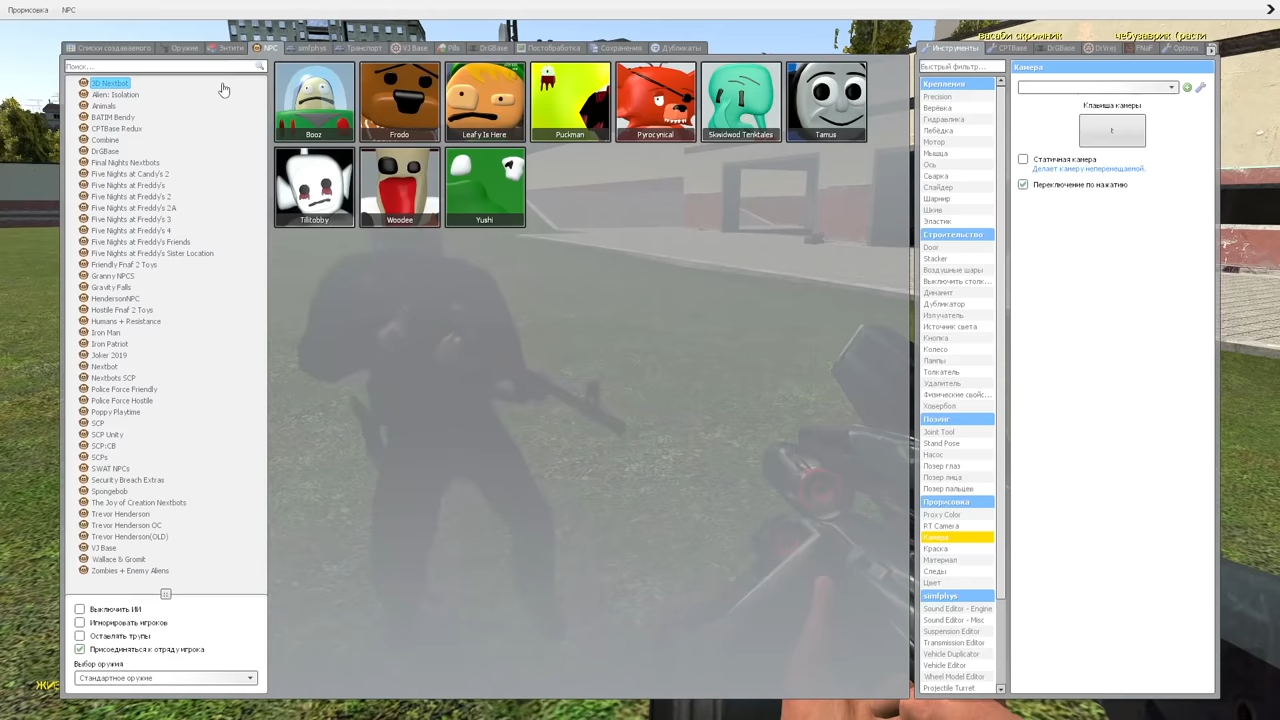 Прорисовка NPC
васаби скромник чебузаврик (расти
Списки создаваемого Оружие Энтити NPC simfphys Транспорт VJ Base Pills DrGBase Постобработка Сохранения Дубликаты
Поиск...
3D Nextbot
Alien: Isolation
Animals
BATIM Bendy
CPTBase Redux
Combine
DrGBase
Final Nights Nextbots
Five Nights at Candy's 2
Five Nights at Freddy's
Five Nights at Freddy's 2
Five Nights at Freddy's 2A
Five Nights at Freddy's 3
Five Nights at Freddy's 4
Five Nights at Freddy's Friends
Five Nights at Freddy's Sister Location
Friendly Fnaf 2 Toys
Granny NPCS
Gravity Falls
HendersonNPC
Hostile Fnaf 2 Toys
Humans + Resistance
Iron Man
Iron Patriot
Joker 2019
Nextbot
Nextbots SCP
Police Force Friendly
Police Force Hostile
Poppy Playtime
SCP
SCP Unity
SCP:CB
SCPs
SWAT NPCs
Security Breach Extras
Spongebob
The Joy of Creation Nextbots
Trevor Henderson
Trevor Henderson OC
Trevor Henderson(OLD)
VJ Base
Wallace & Gromit
Zombies + Enemy Aliens
Выключить ИИ
Игнорировать игроков
Оставлять трупы
Присоединяться к отряду игрока
Выбор оружия
Стандартное оружие
Booz Frodo Leafy Is Here Puckman Pyrocynical Skwidwod Tenktales Tamus
Tilitobby Woodee Yushi
Инструменты CPTBase DrGBase DrVrej FNaF Options
Быстрый фильтр...
Крепления
Precision
Верёвка
Гидравлика
Лебёдка
Мотор
Мышца
Ось
Сварка
Слайдер
Шарнир
Шкив
Эластик
Строительство
Door
Stacker
Воздушные шары
Выключить столк...
Динамит
Дубликатор
Излучатель
Источник света
Кнопка
Колесо
Лампы
Толкатель
Удалитель
Физические свойс...
Ховербол
Позинг
Joint Tool
Stand Pose
Насос
Позер глаз
Позер лица
Позер пальцев
Прорисовка
Proxy Color
RT Camera
Камера
Краска
Материал
Следы
Цвет
simfphys
Sound Editor - Engine
Sound Editor - Misc
Suspension Editor
Transmission Editor
Vehicle Duplicator
Vehicle Editor
Wheel Model Editor
Projectile Turret
Камера
Клавиша камеры
t
Статичная камера
Делает камеру неперемещаемой.
Переключение по нажатию